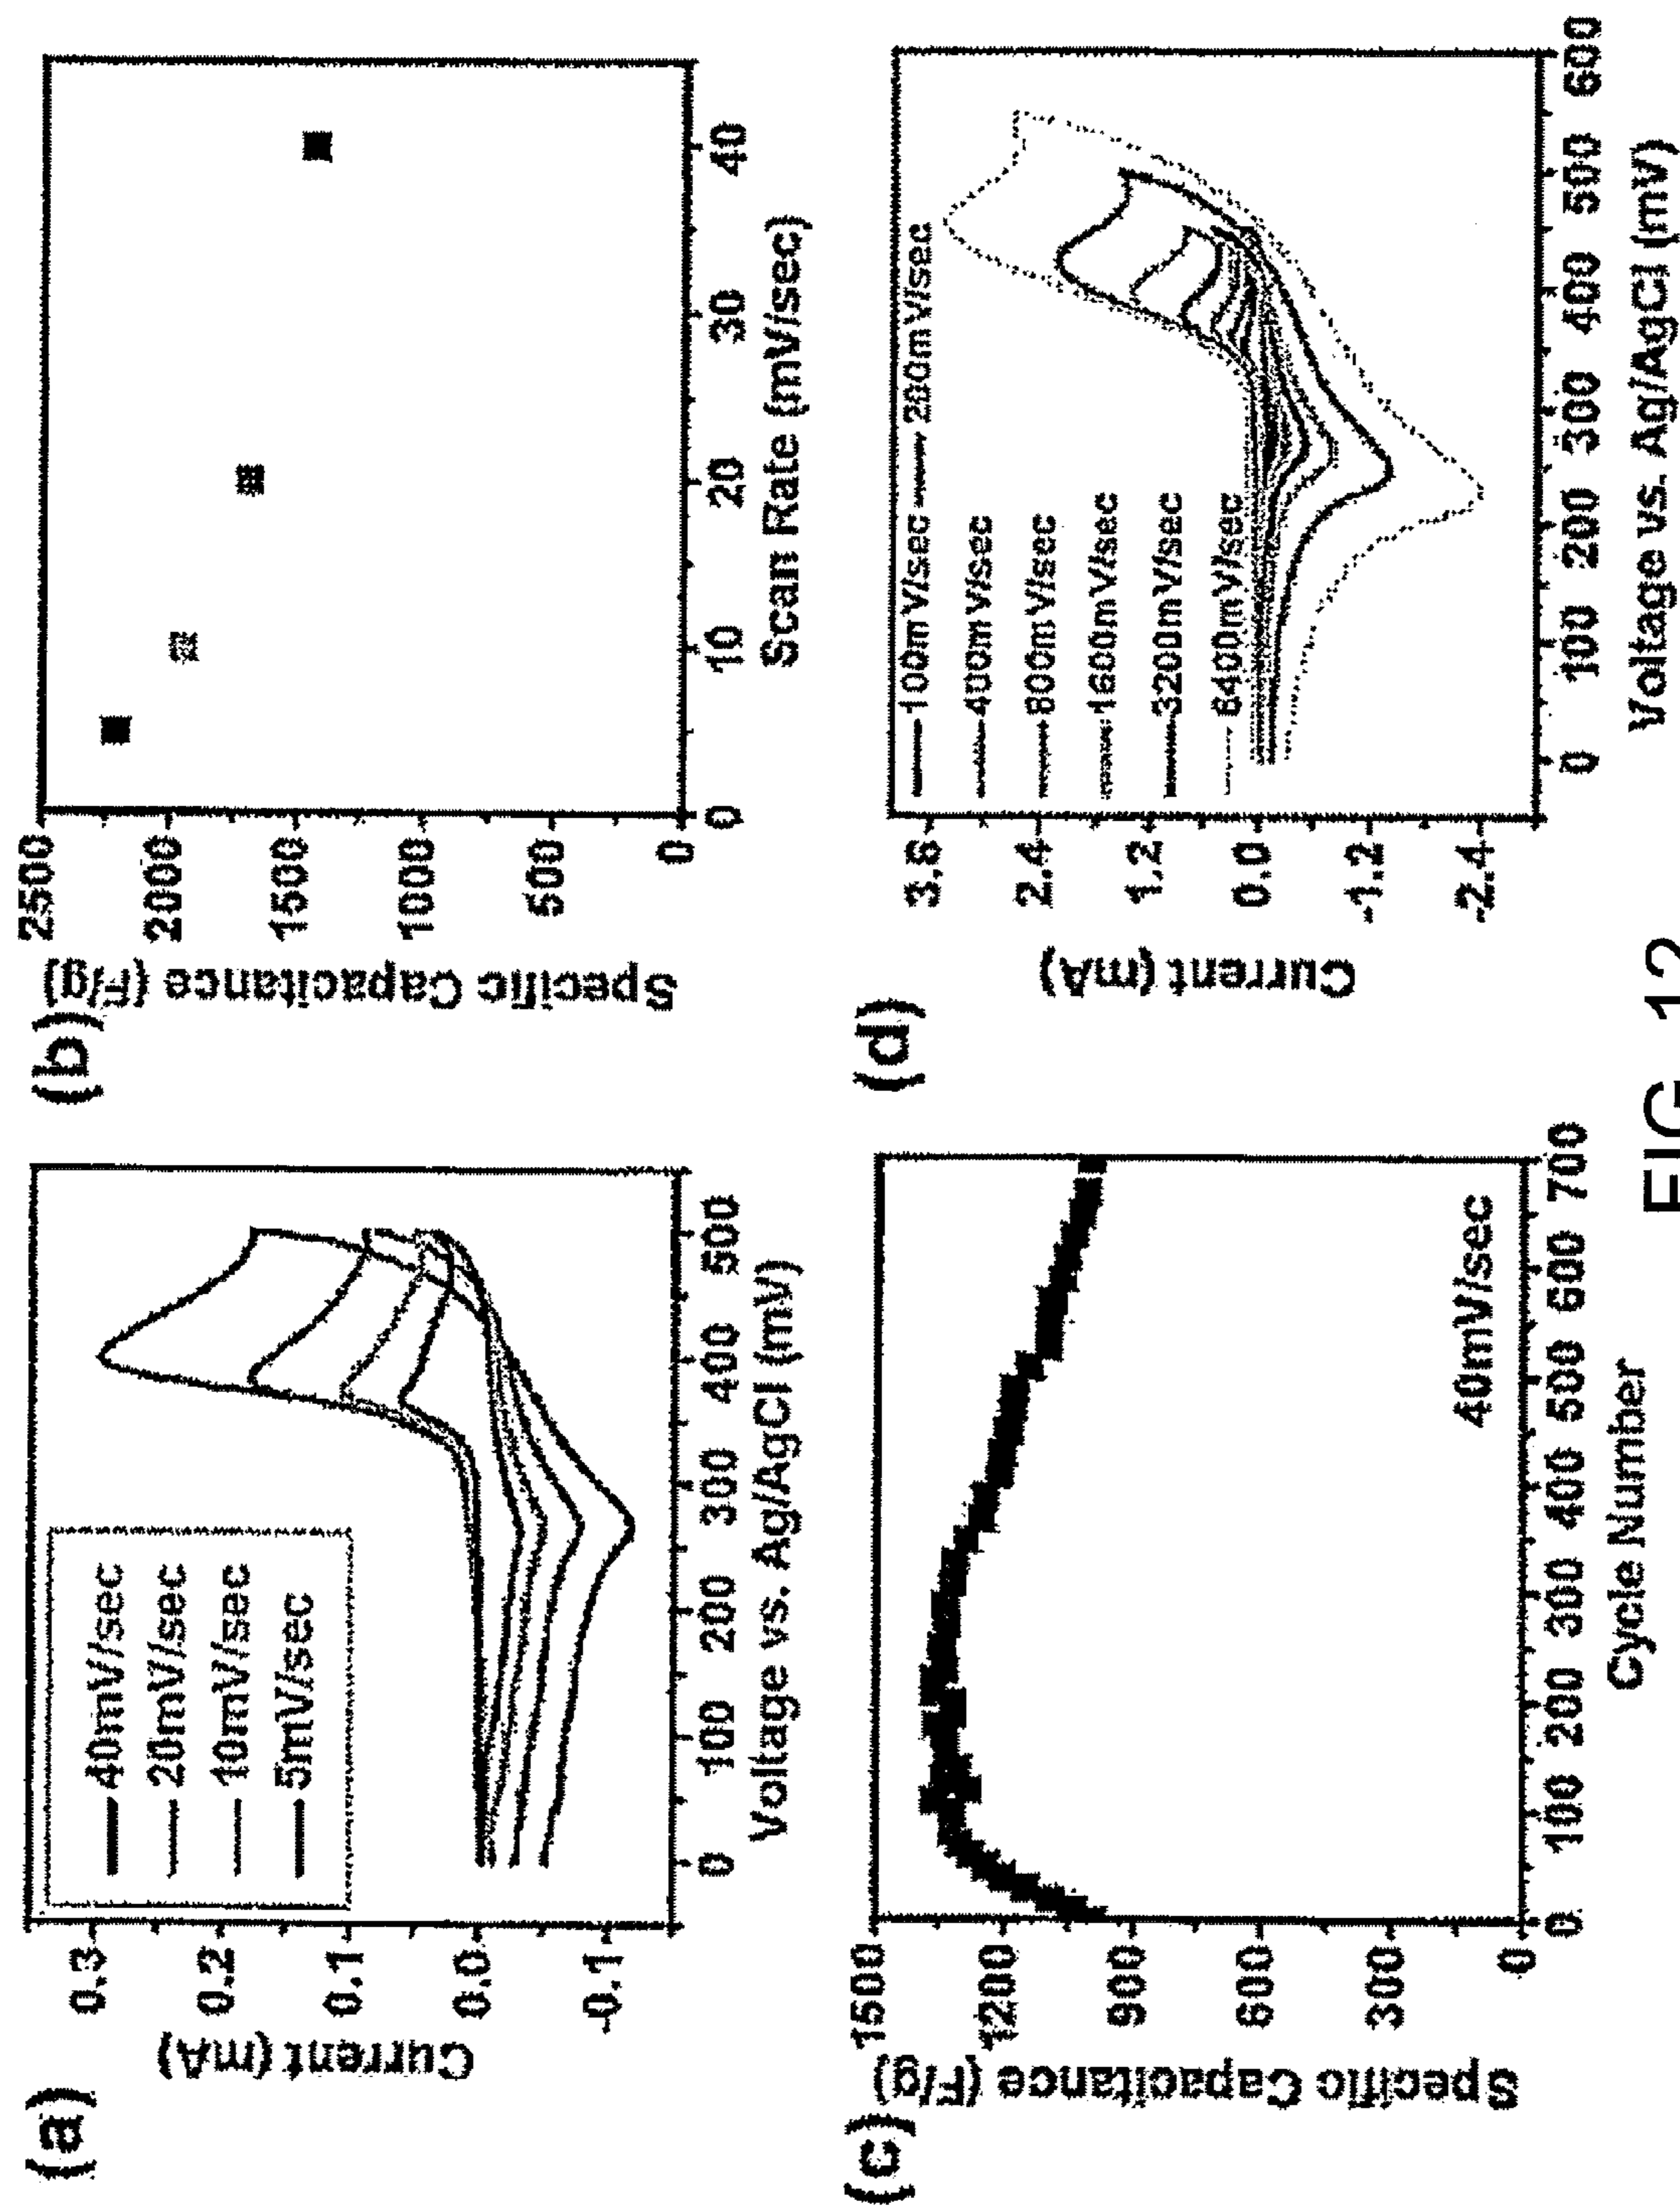 (a)
Current (mA)
0.3
0.2
0.1
0.0
-0.1
40mV/sec
20mV/sec
10mV/sec
5mV/sec
0 100 200 300 400 500
Voltage vs. Ag/AgCl (mV)
(b)
Specific Capacitance (F/g)
2500
2000
1500
1000
500
0
0 10 20 30 40
Scan Rate (mV/sec)
(c)
Specific Capacitance (F/g)
1500
1200
900
600
300
0
40mV/sec
0 100 200 300 400 500 600 700
Cycle Number
(d)
Current (mA)
3.6
2.4
1.2
0.0
-1.2
-2.4
100mV/sec 200mV/sec
400mV/sec
800mV/sec
1600mV/sec
3200mV/sec
6400mV/sec
0 100 200 300 400 500 600
Voltage vs. Ag/AgCl (mV)
FIG. 12